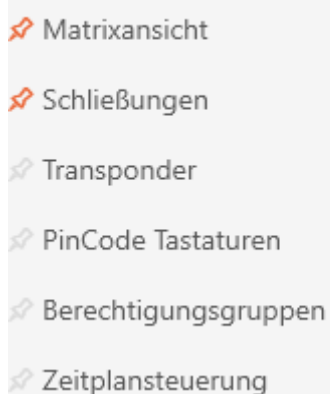 Matrixansicht
Schließungen
Transponder
PinCode Tastaturen
Berechtigungsgruppen
Zeitplansteuerung